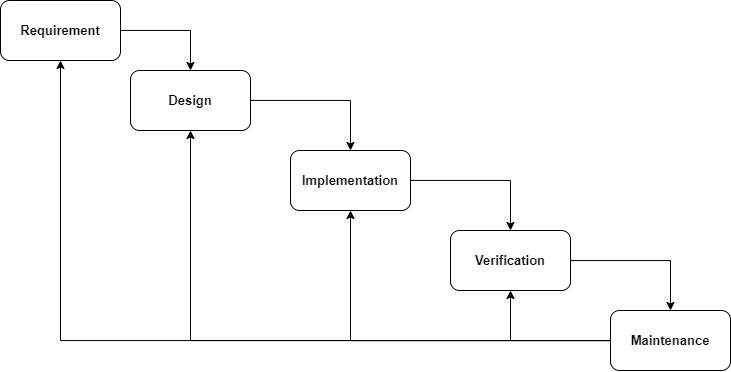 Requirement
Design
Implementation
Verification
Maintenance